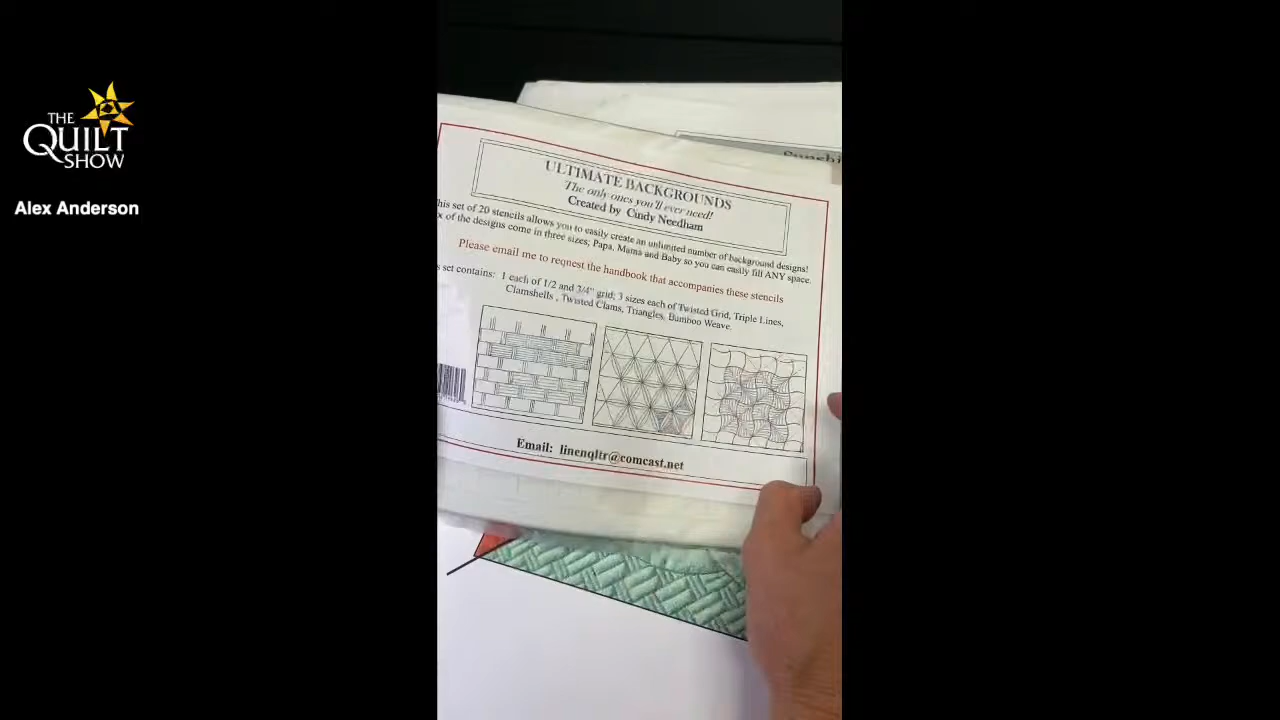 THE
QUILT
SHOW
Alex Anderson
ULTIMATE BACKGROUNDS
The only ones you'll ever need!
Created by Cindy Needham
his set of 20 stencils allows you to easily create an unlimited number of background designs!
x of the designs come in three sizes; Papa, Mama and Baby so you can easily fill ANY space.
Please email me to request the handbook that accompanies these stencils
s set contains: 1 each of 1/2 and 3/4" grid; 3 sizes each of Twisted Grid, Triple Lines,
Clamshells , Twisted Clams, Triangles, Bamboo Weave.
Email: linenqltr@comcast.net